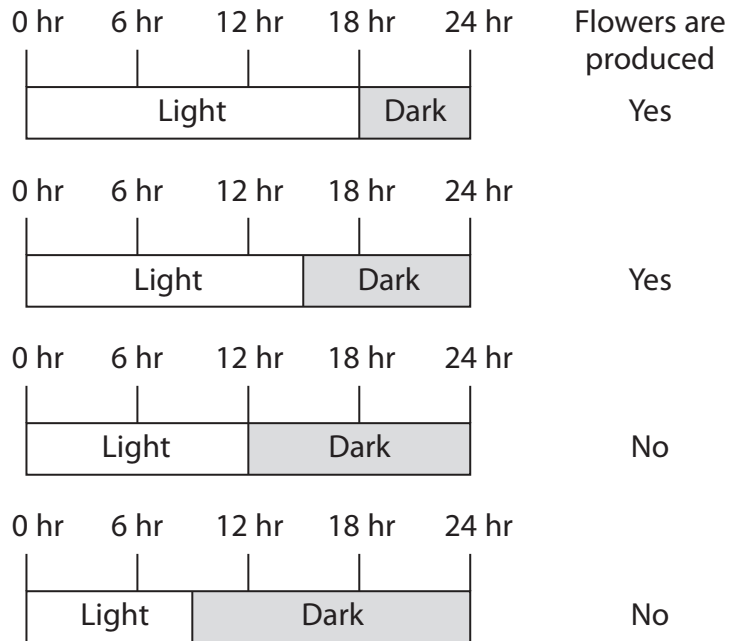 0 hr 6 hr 12 hr 18 hr 24 hr Flowers are
produced
Light Dark Yes
0 hr 6 hr 12 hr 18 hr 24 hr
Light Dark Yes
0 hr 6 hr 12 hr 18 hr 24 hr
Light Dark No
0 hr 6 hr 12 hr 18 hr 24 hr
Light Dark No